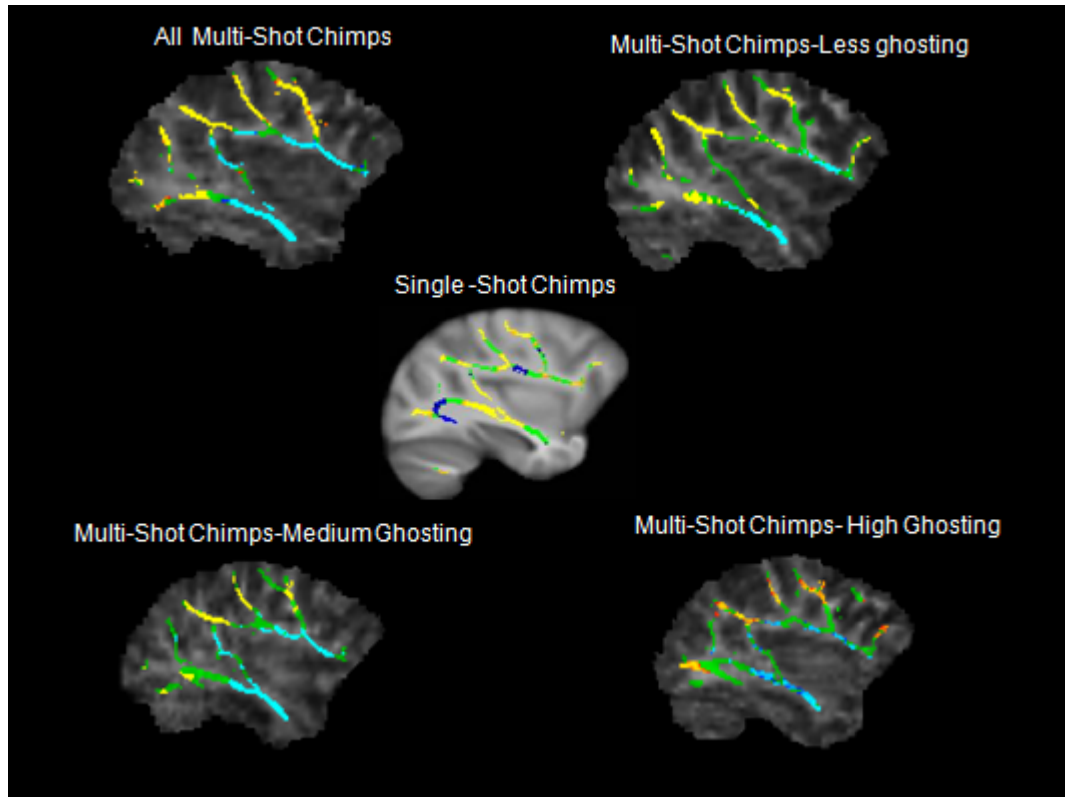 All Multi-Shot Chimps
Multi-Shot Chimps-Less ghosting
Single -Shot Chimps
Multi-Shot Chimps-Medium Ghosting
Multi-Shot Chimps- High Ghosting